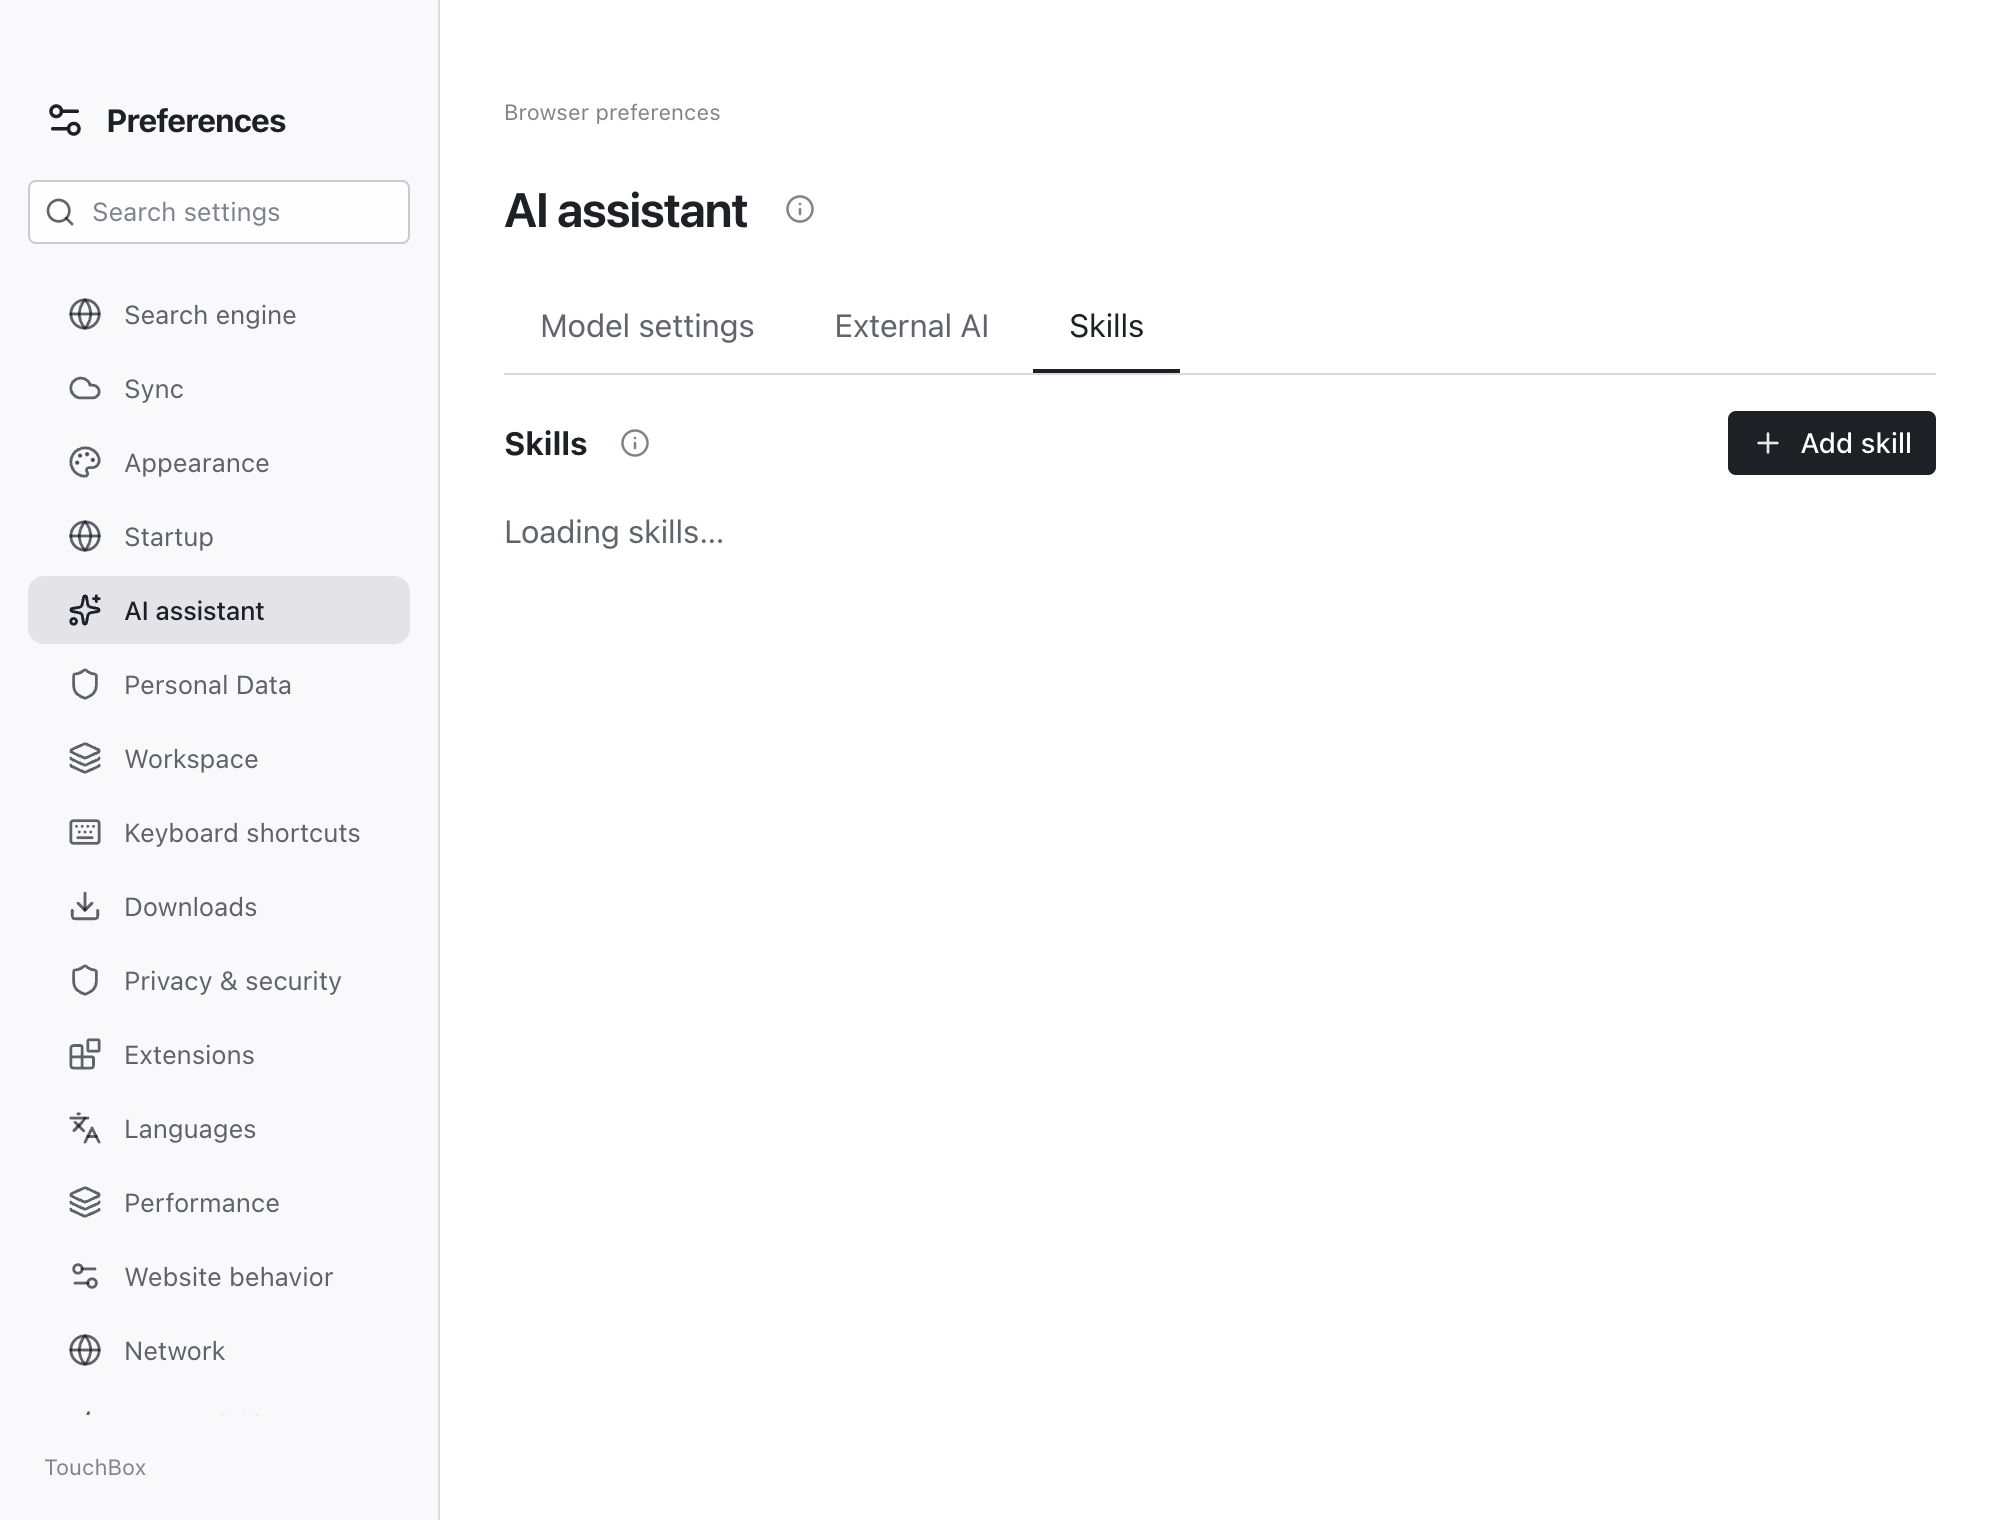 Preferences
Search settings
Search engine
Sync
Appearance
Startup
AI assistant
Personal Data
Workspace
Keyboard shortcuts
Downloads
Privacy & security
Extensions
Languages
Performance
Website behavior
Network
TouchBox
Browser preferences
AI assistant
Model settings
External AI
Skills
Skills
Add skill
Loading skills...